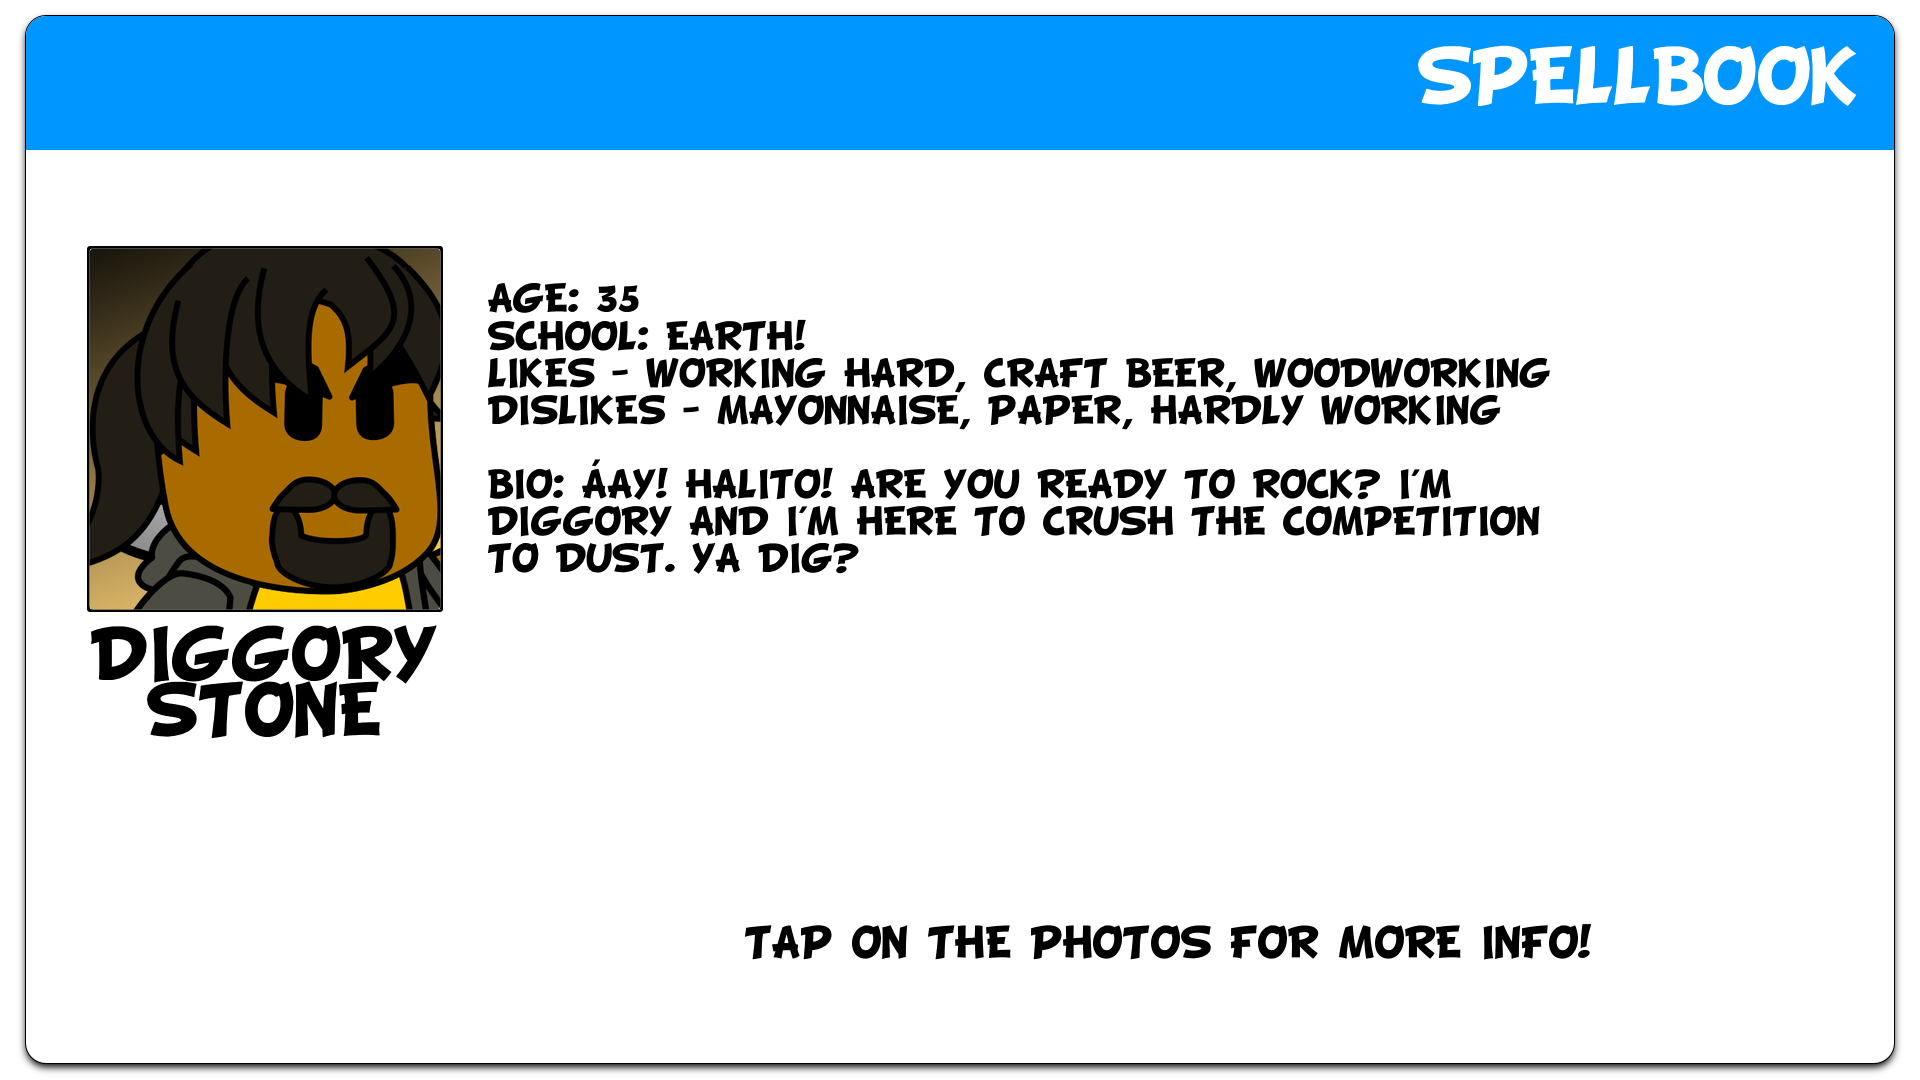 SPELLBOOK
AGE: 35
SCHOOL: EARTH!
LIKES - WORKING HARD, CRAFT BEER, WOODWORKING
DISLIKES - MAYONNAISE, PAPER, HARDLY WORKING
BIO: ÁAY! HALITO! ARE YOU READY TO ROCK? I'M
DIGGORY AND I'M HERE TO CRUSH THE COMPETITION
TO DUST. YA DIG?
DIGGORY
STONE
TAP ON THE PHOTOS FOR MORE INFO!